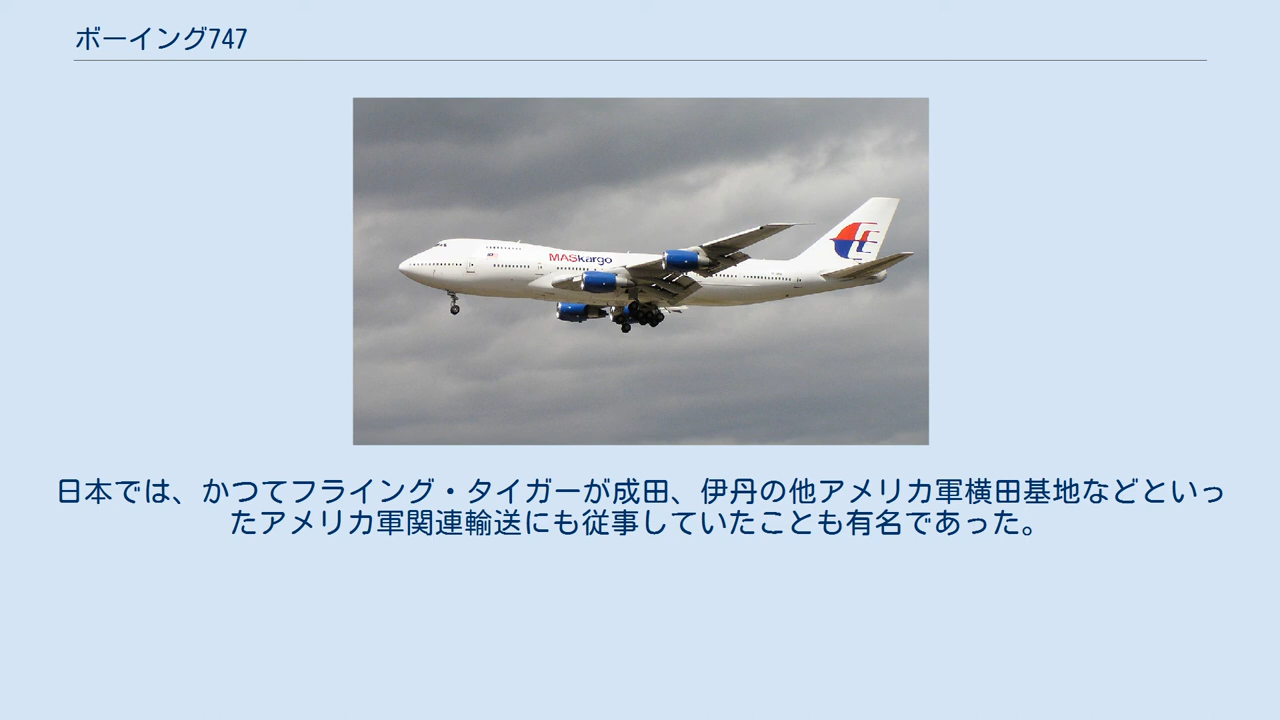 ボーイング747
MASkargo
日本では、かつてフライング・タイガーが成田、伊丹の他アメリカ軍横田基地などといっ
たアメリカ軍関連輸送にも従事していたことも有名であった。